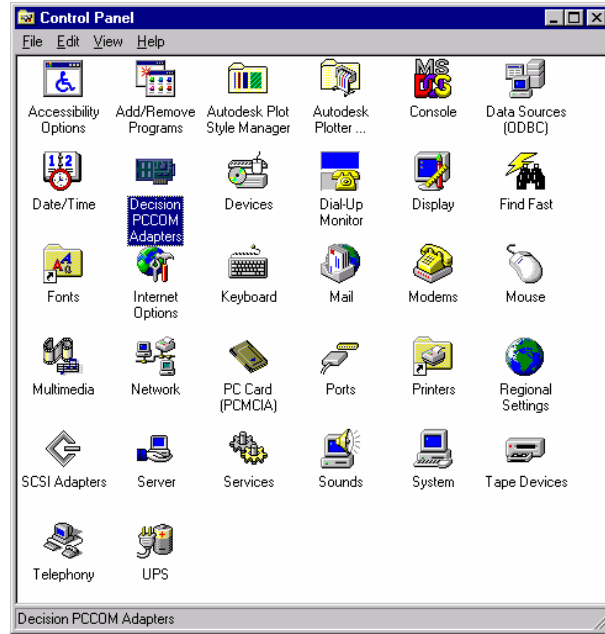 Control Panel
File Edit View Help
Accessibility Options
Add/Remove Programs
Autodesk Plot Style Manager
Autodesk Plotter ...
MS DOS
Console
Data Sources (ODBC)
1 2
Date/Time
Decision PCCOM Adapters
Devices
Dial-Up Monitor
Display
Find Fast
Fonts
Internet Options
Keyboard
Mail
Modems
Mouse
Multimedia
Network
PC Card (PCMCIA)
Ports
Printers
Regional Settings
SCSI Adapters
Server
Services
Sounds
System
Tape Devices
Telephony
UPS
Decision PCCOM Adapters